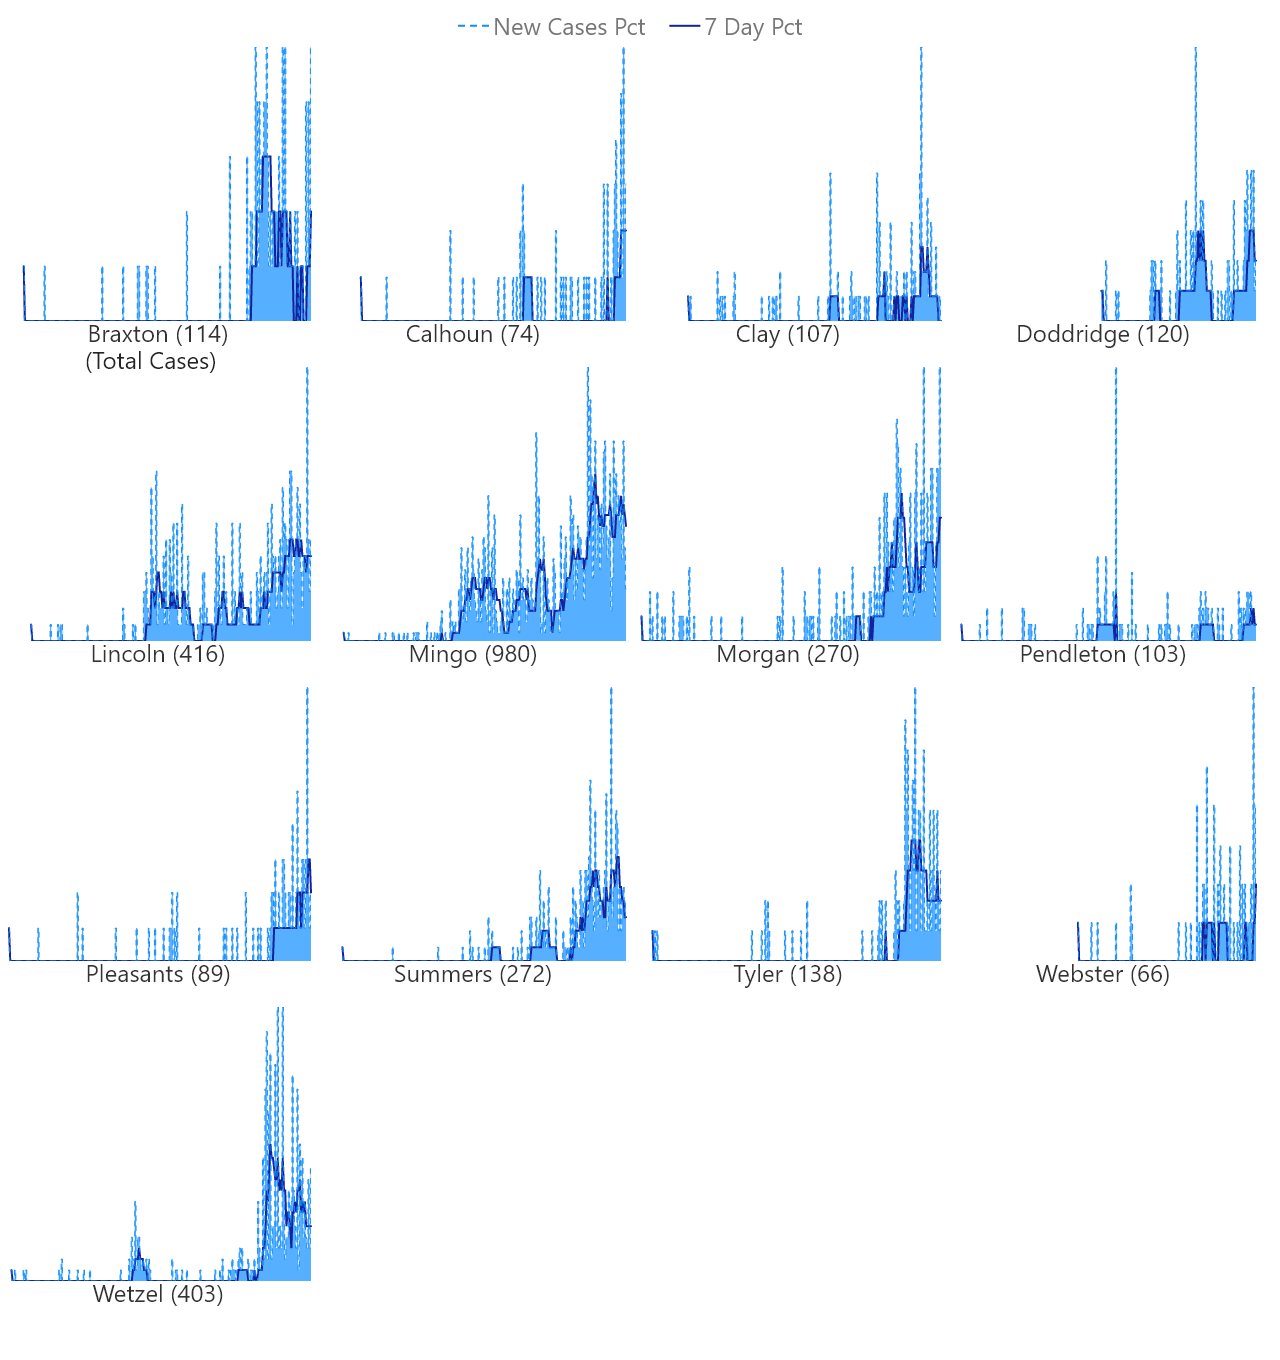 New Cases Pct 7 Day Pct
Braxton (114) Calhoun (74) Clay (107) Doddridge (120)
(Total Cases)
Lincoln (416) Mingo (980) Morgan (270) Pendleton (103)
Pleasants (89) Summers (272) Tyler (138) Webster (66)
Wetzel (403)